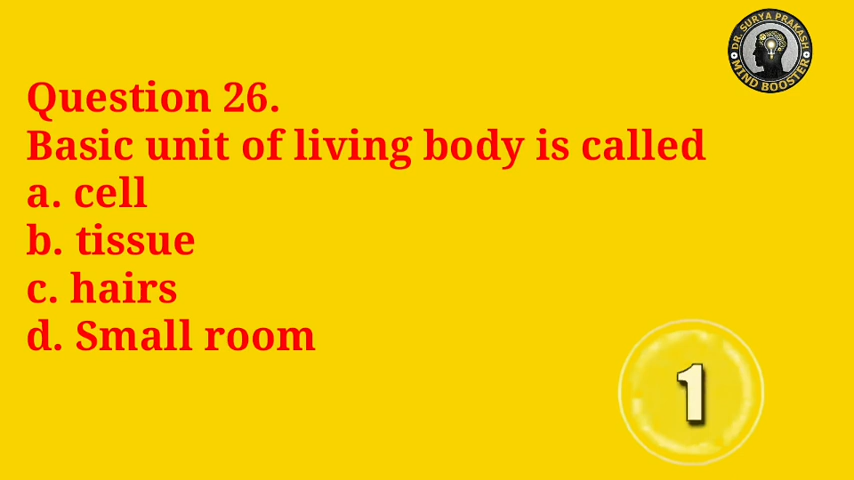 DR. SURYA PRAKASH
MIND BOOSTER
Question 26.
Basic unit of living body is called
a. cell
b. tissue
c. hairs
d. Small room
1